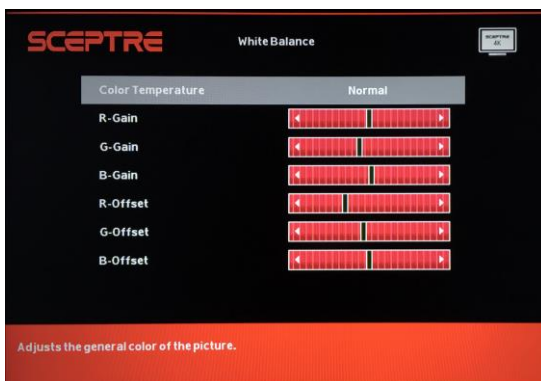 SCEPTRE
White Balance
SCEPTRE
4K
Color Temperature Normal
R-Gain
G-Gain
B-Gain
R-Offset
G-Offset
B-Offset
Adjusts the general color of the picture.